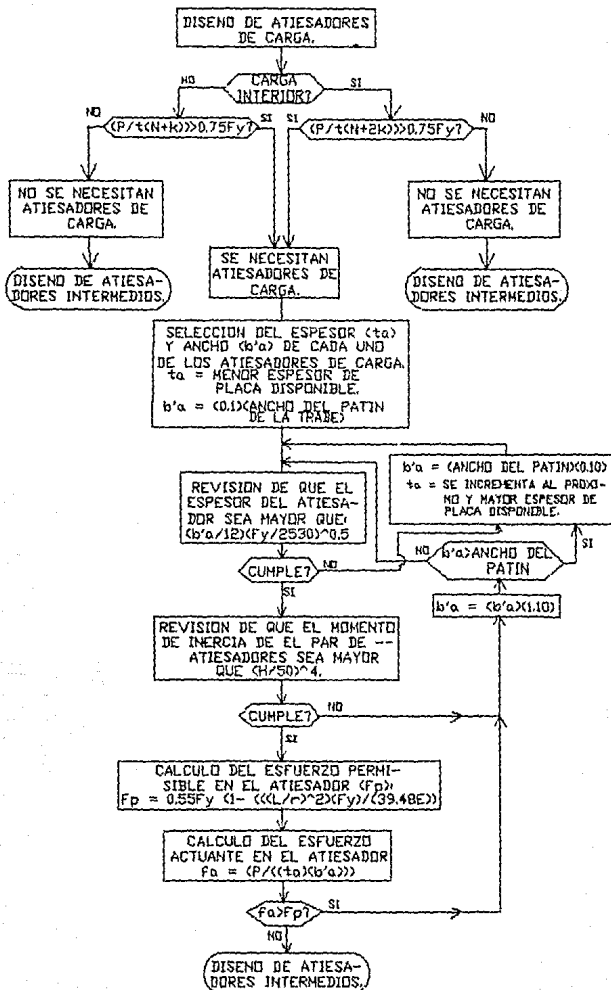 DISENO DE ATIESADORES
DE CARGA.
CARGA
INTERIOR?
NO
SI
(P/t(N+k))>0.75Fy?
NO
SI
(P/t(N+2k))>0.75Fy?
SI
NO
NO SE NECESITAN
ATIESADORES DE
CARGA.
DISENO DE ATIESA-
DORES INTERMEDIOS.
SE NECESITAN
ATIESADORES DE
CARGA.
NO SE NECESITAN
ATIESADORES DE
CARGA.
DISENO DE ATIESA-
DORES INTERMEDIOS.
SELECCION DEL ESPESOR (ta)
Y ANCHO (b'a) DE CADA UNO
DE LOS ATIESADORES DE CARGA.
ta = MENOR ESPESOR DE
PLACA DISPONIBLE.
b'a = (0.1)(ANCHO DEL PATIN
DE LA TRABE)
b'a = (ANCHO DEL PATIN)(0.10)
ta = SE INCREMENTA AL PROXI-
MO Y MAYOR ESPESOR DE
PLACA DISPONIBLE.
REVISION DE QUE EL
ESPESOR DEL ATIESA-
DOR SEA MAYOR QUE:
(b'a/12)(Fy/2530)^0.5
CUMPLE?
NO
SI
b'a>ANCHO DEL
PATIN
NO
SI
b'a = (b'a)(1.10)
REVISION DE QUE EL MOMENTO
DE INERCIA DE EL PAR DE --
ATIESADORES SEA MAYOR
QUE (H/50)^4.
CUMPLE?
NO
SI
CALCULO DEL ESFUERZO PERMI-
SIBLE EN EL ATIESADOR (Fp):
Fp = 0.55Fy (1- (((L/r)^2)(Fy)/(39.48E))
CALCULO DEL ESFUERZO
ACTUANTE EN EL ATIESADOR
Fa = (P/((ta)(b'a)))
fa>Fp?
SI
NO
DISENO DE ATIESA-
DORES INTERMEDIOS.